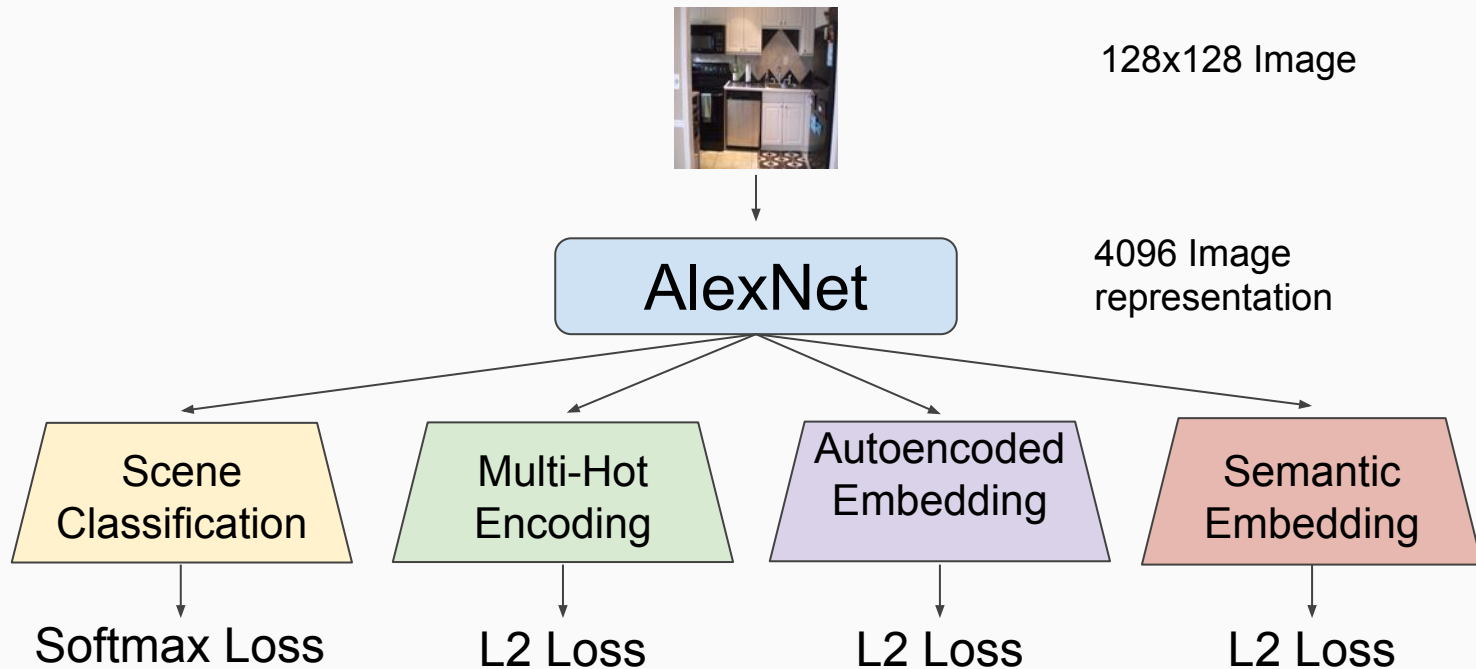 128x128 Image
AlexNet
4096 Image
representation
Scene
Classification
Multi-Hot
Encoding
Autoencoded
Embedding
Semantic
Embedding
Softmax Loss
L2 Loss
L2 Loss
L2 Loss